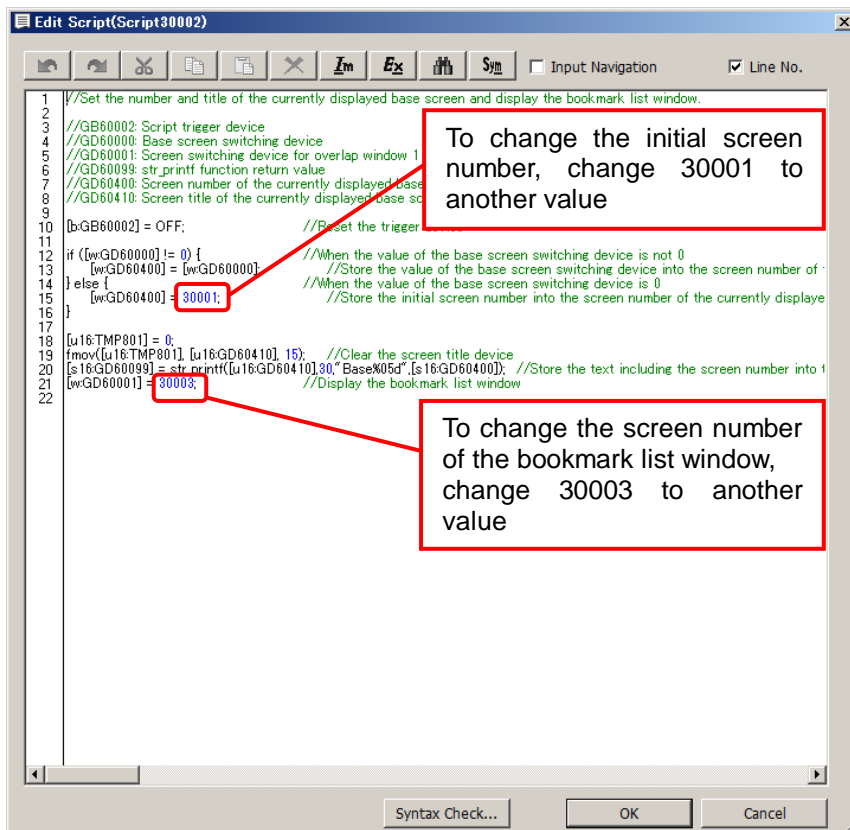 Edit Script(Script30002)
Im Ex Sym Input Navigation Line No.
1 //Set the number and title of the currently displayed base screen and display the bookmark list window.
2
3 //GB60002: Script trigger device
4 //GD60000: Base screen switching device
5 //GD60001: Screen switching device for overlap window 1
6 //GD60099: str_printf function return value
7 //GD60400: Screen number of the currently displayed base
8 //GD60410: Screen title of the currently displayed base sc
9
10 [b:GB60002] = OFF; //Reset the trigger device
11
12 if ([w:GD60000] != 0) { //When the value of the base screen switching device is not 0
13 [w:GD60400] = [w:GD60000]; //Store the value of the base screen switching device into the screen number of
14 } else { //When the value of the base screen switching device is 0
15 [w:GD60400] = 30001; //Store the initial screen number into the screen number of the currently displaye
16 }
17
18 [u16:TMP801] = 0;
19 fmov([u16:TMP801], [u16:GD60410], 15); //Clear the screen title device
20 [s16:GD60099] = str_printf([u16:GD60410],30,"Base%05d",[s16:GD60400]); //Store the text including the screen number into t
21 [w:GD60001] = 30003; //Display the bookmark list window
22
To change the initial screen
number, change 30001 to
another value
To change the screen number
of the bookmark list window,
change 30003 to another
value
Syntax Check... OK Cancel